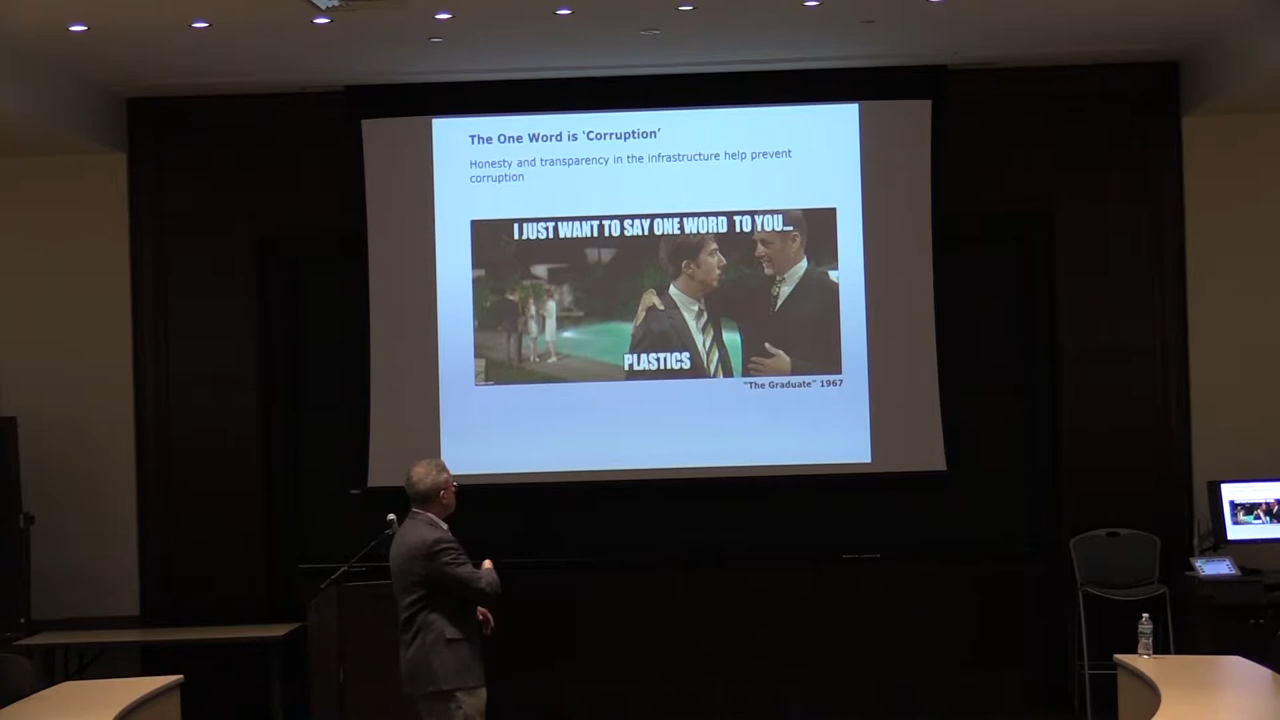 The One Word is ‘Corruption’
Honesty and transparency in the infrastructure help prevent
corruption
I JUST WANT TO SAY ONE WORD TO YOU...
PLASTICS
"The Graduate" 1967